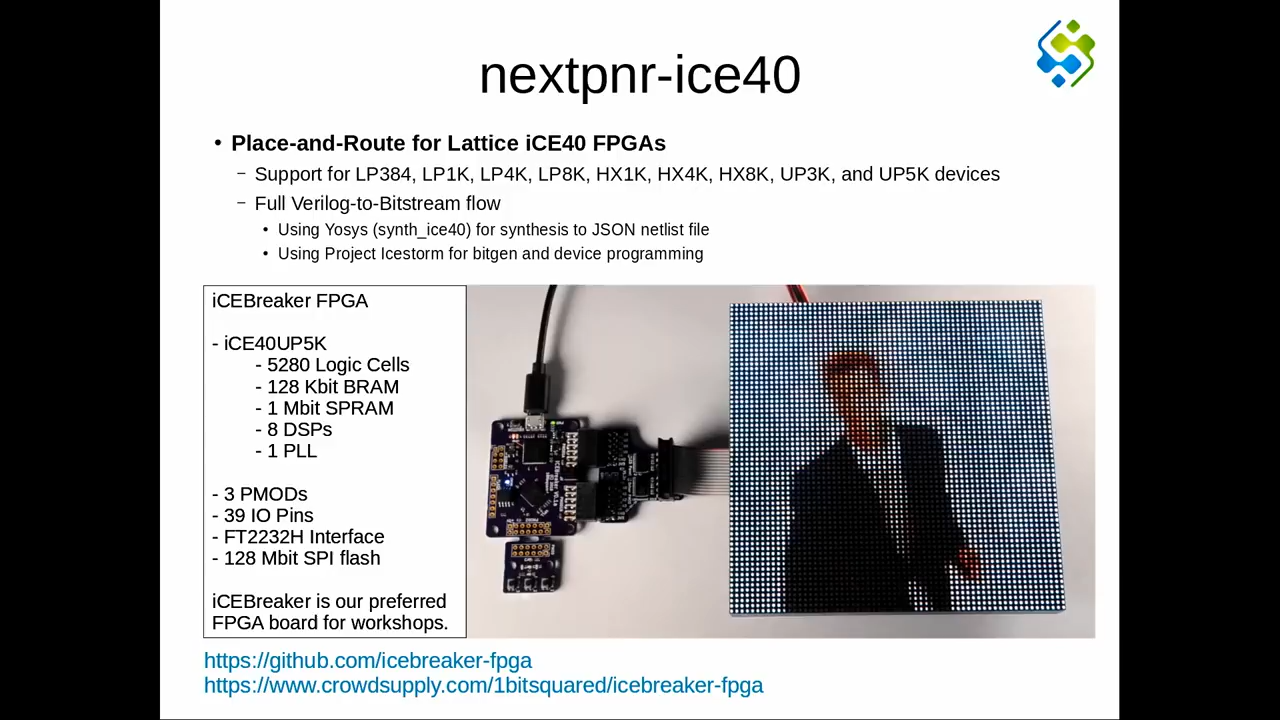 nextpnr-ice40
• Place-and-Route for Lattice iCE40 FPGAs
– Support for LP384, LP1K, LP4K, LP8K, HX1K, HX4K, HX8K, UP3K, and UP5K devices
– Full Verilog-to-Bitstream flow
• Using Yosys (synth_ice40) for synthesis to JSON netlist file
• Using Project Icestorm for bitgen and device programming
iCEBreaker FPGA
- iCE40UP5K
- 5280 Logic Cells
- 128 Kbit BRAM
- 1 Mbit SPRAM
- 8 DSPs
- 1 PLL
- 3 PMODs
- 39 IO Pins
- FT2232H Interface
- 128 Mbit SPI flash
iCEBreaker is our preferred
FPGA board for workshops.
https://github.com/icebreaker-fpga
https://www.crowdsupply.com/1bitsquared/icebreaker-fpga